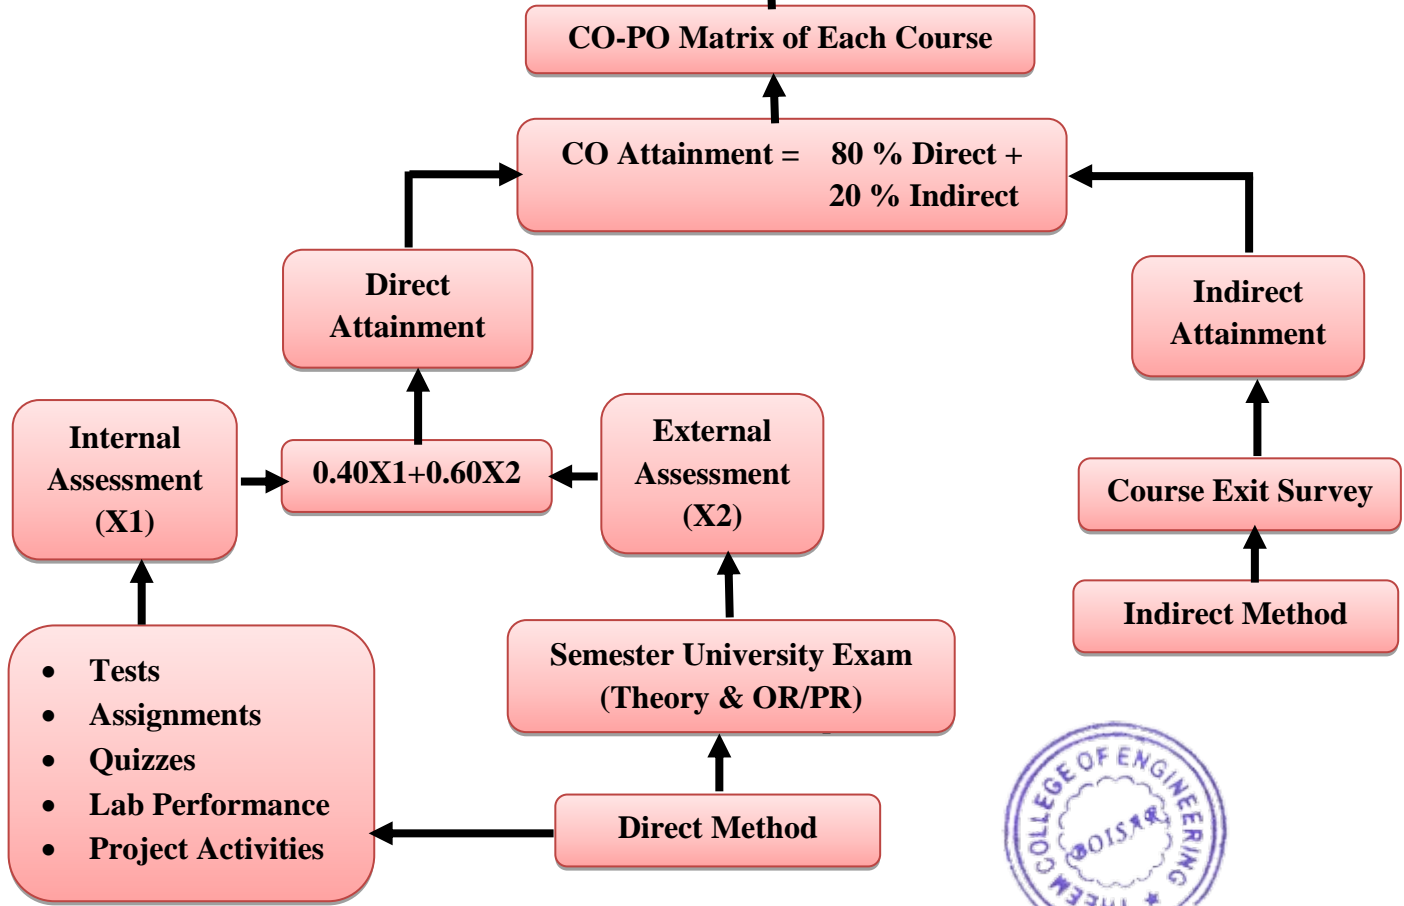 CO-PO Matrix of Each Course
CO Attainment = 80 % Direct +
20 % Indirect
Direct
Attainment
Indirect
Attainment
Internal
Assessment
(X1)
0.40X1+0.60X2
External
Assessment
(X2)
Course Exit Survey
Indirect Method
• Tests
• Assignments
• Quizzes
• Lab Performance
• Project Activities
Semester University Exam
(Theory & OR/PR)
Direct Method
THEEM COLLEGE OF ENGINEERING ★
BOISAR